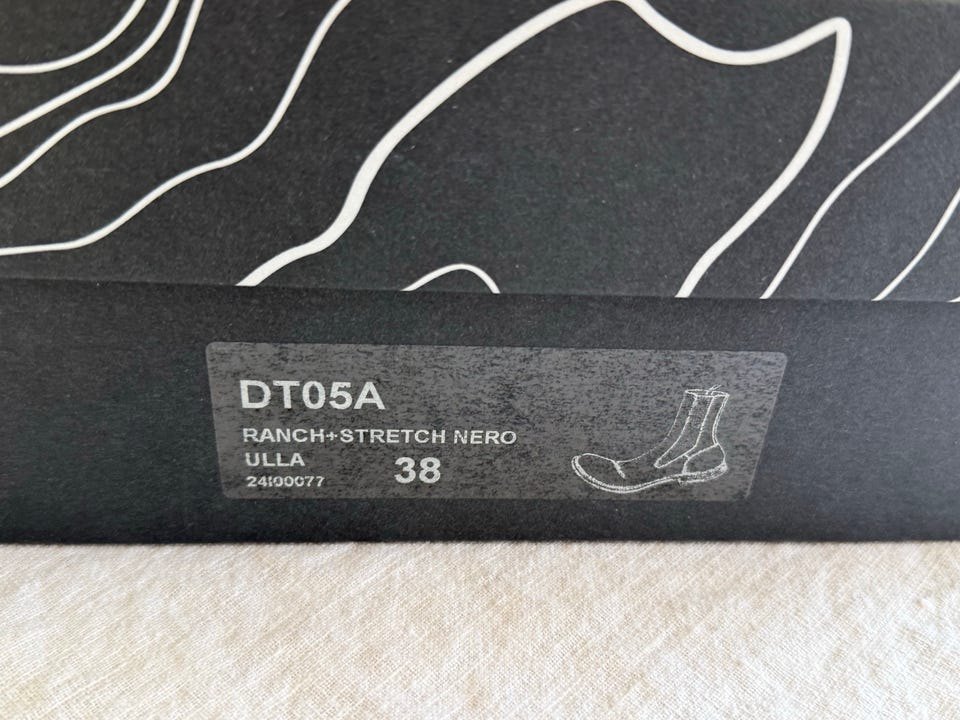 DT05A
RANCH+STRETCH NERO
ULLA
38
24I00077